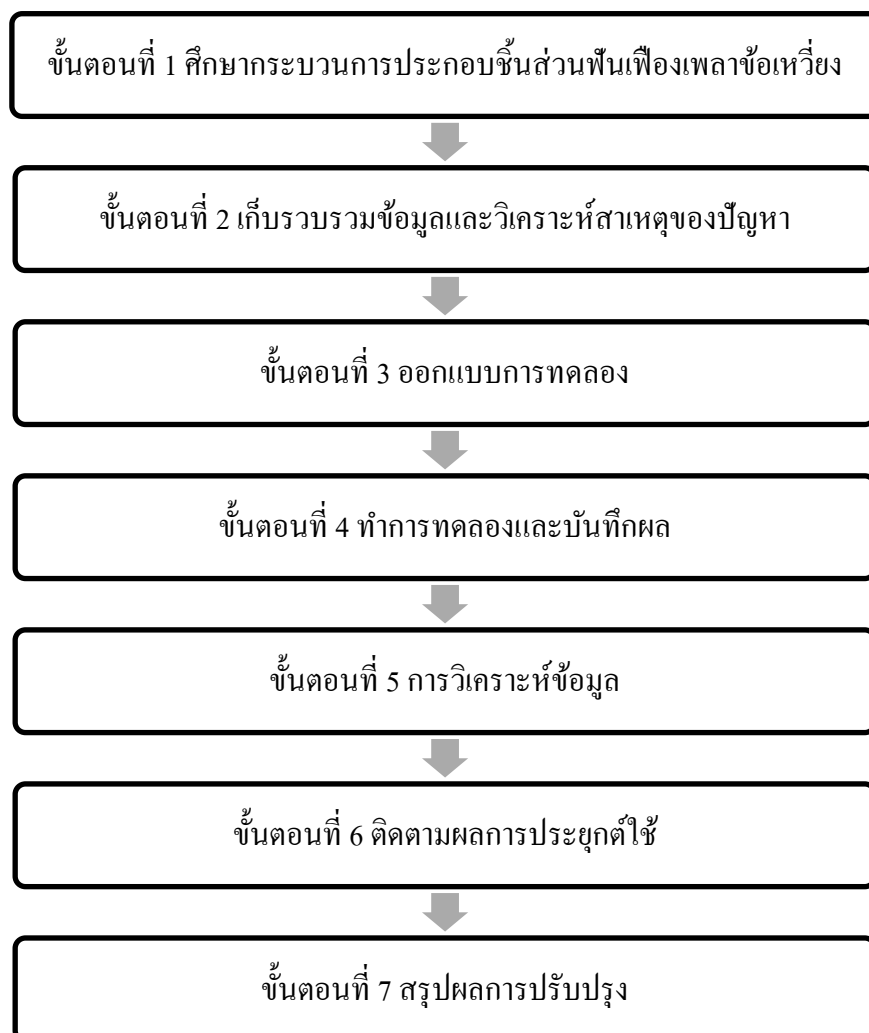 ขั้นตอนที่ 1 ศึกษากระบวนการประกอบชิ้นส่วนฟันเฟืองเพลาข้อเหวี่ยง
ขั้นตอนที่ 2 เก็บรวบรวมข้อมูลและวิเคราะห์สาเหตุของปัญหา
ขั้นตอนที่ 3 ออกแบบการทดลอง
ขั้นตอนที่ 4 ทำการทดลองและบันทึกผล
ขั้นตอนที่ 5 การวิเคราะห์ข้อมูล
ขั้นตอนที่ 6 ติดตามผลการประยุกต์ใช้
ขั้นตอนที่ 7 สรุปผลการปรับปรุง